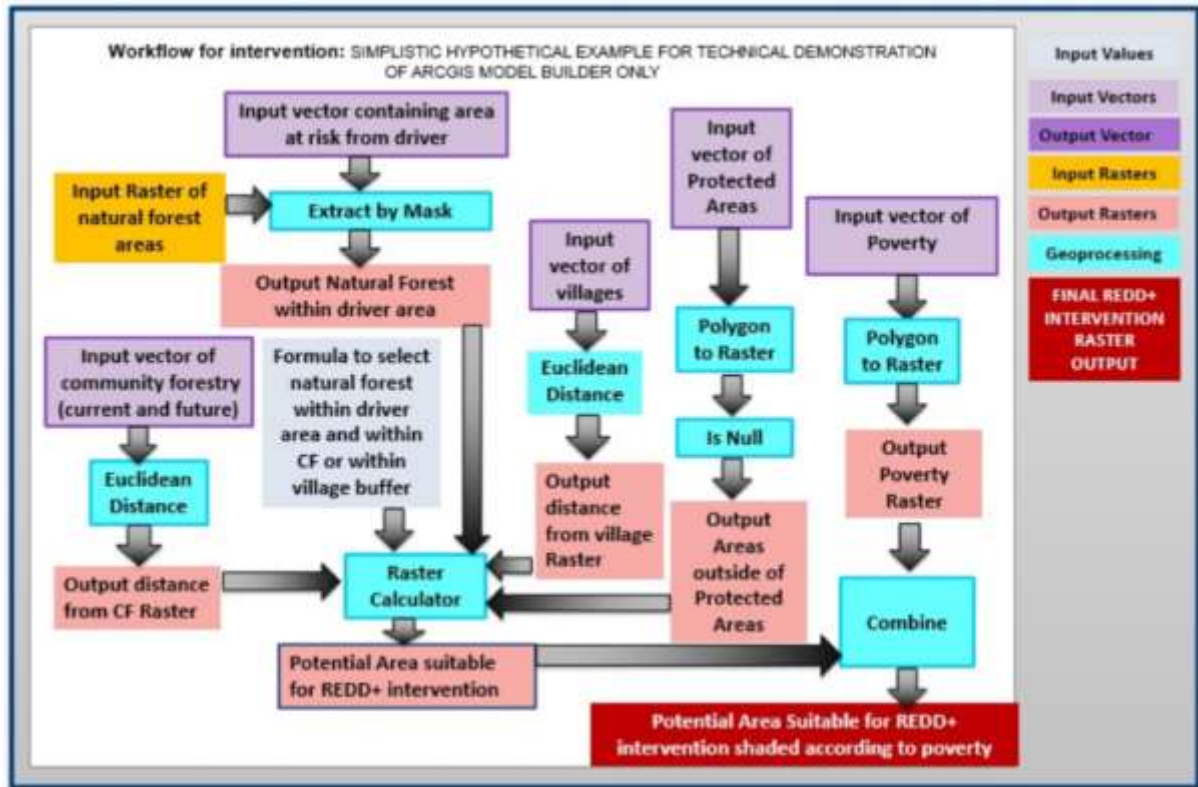 Workflow for intervention: SIMPLISTIC HYPOTHETICAL EXAMPLE FOR TECHNICAL DEMONSTRATION
OF ARCGIS MODEL BUILDER ONLY
Input vector containing area
at risk from driver
Input Raster of
natural forest
areas
Extract by Mask
Output Natural Forest
within driver area
Input vector of
community forestry
(current and future)
Euclidean
Distance
Output distance
from CF Raster
Formula to select
natural forest
within driver
area and within
CF or within
village buffer
Raster
Calculator
Potential Area suitable
for REDD+ intervention
Input
vector of
villages
Euclidean
Distance
Output
distance
from village
Raster
Input
vector of
Protected
Areas
Polygon
to Raster
Is Null
Output
Areas
outside of
Protected
Areas
Input vector of
Poverty
Polygon
to Raster
Output
Poverty
Raster
Combine
Potential Area Suitable for REDD+
intervention shaded according to poverty
Input Values
Input Vectors
Output Vector
Input Rasters
Output Rasters
Geoprocessing
FINAL REDD+
INTERVENTION
RASTER
OUTPUT